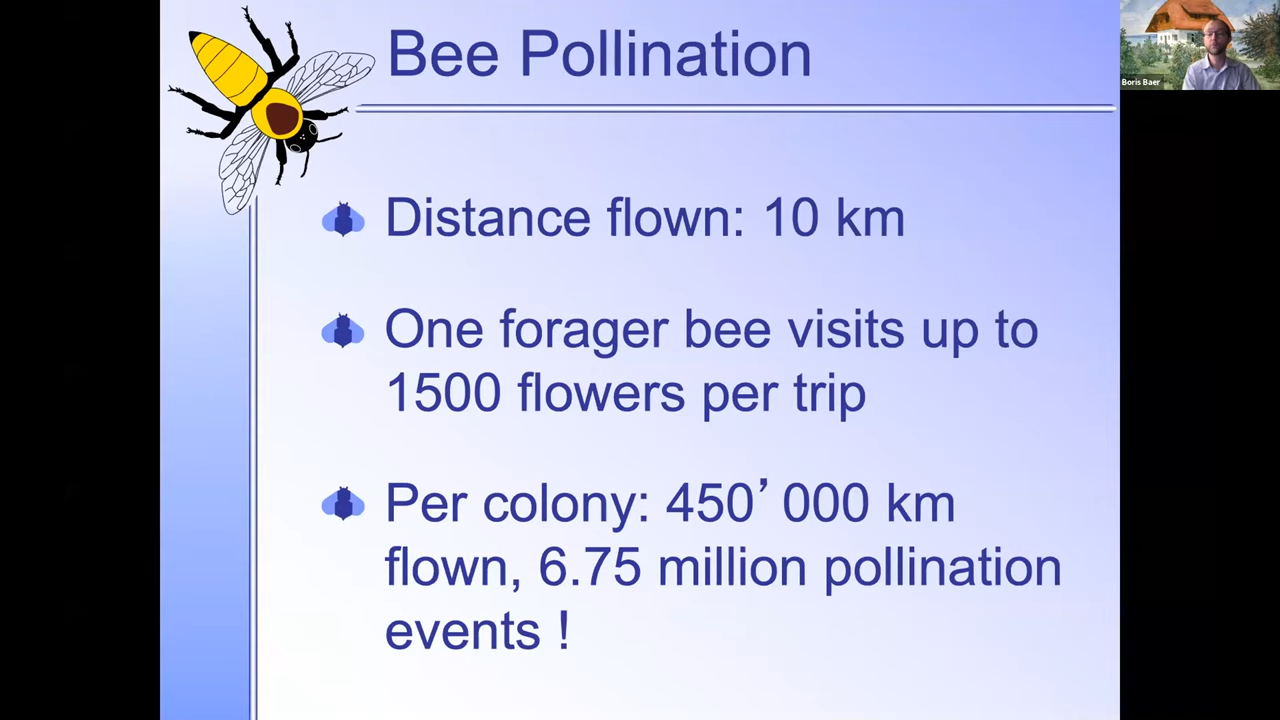 Bee Pollination
Boris Baer
Distance flown: 10 km
One forager bee visits up to
1500 flowers per trip
Per colony: 450’ 000 km
flown, 6.75 million pollination
events !